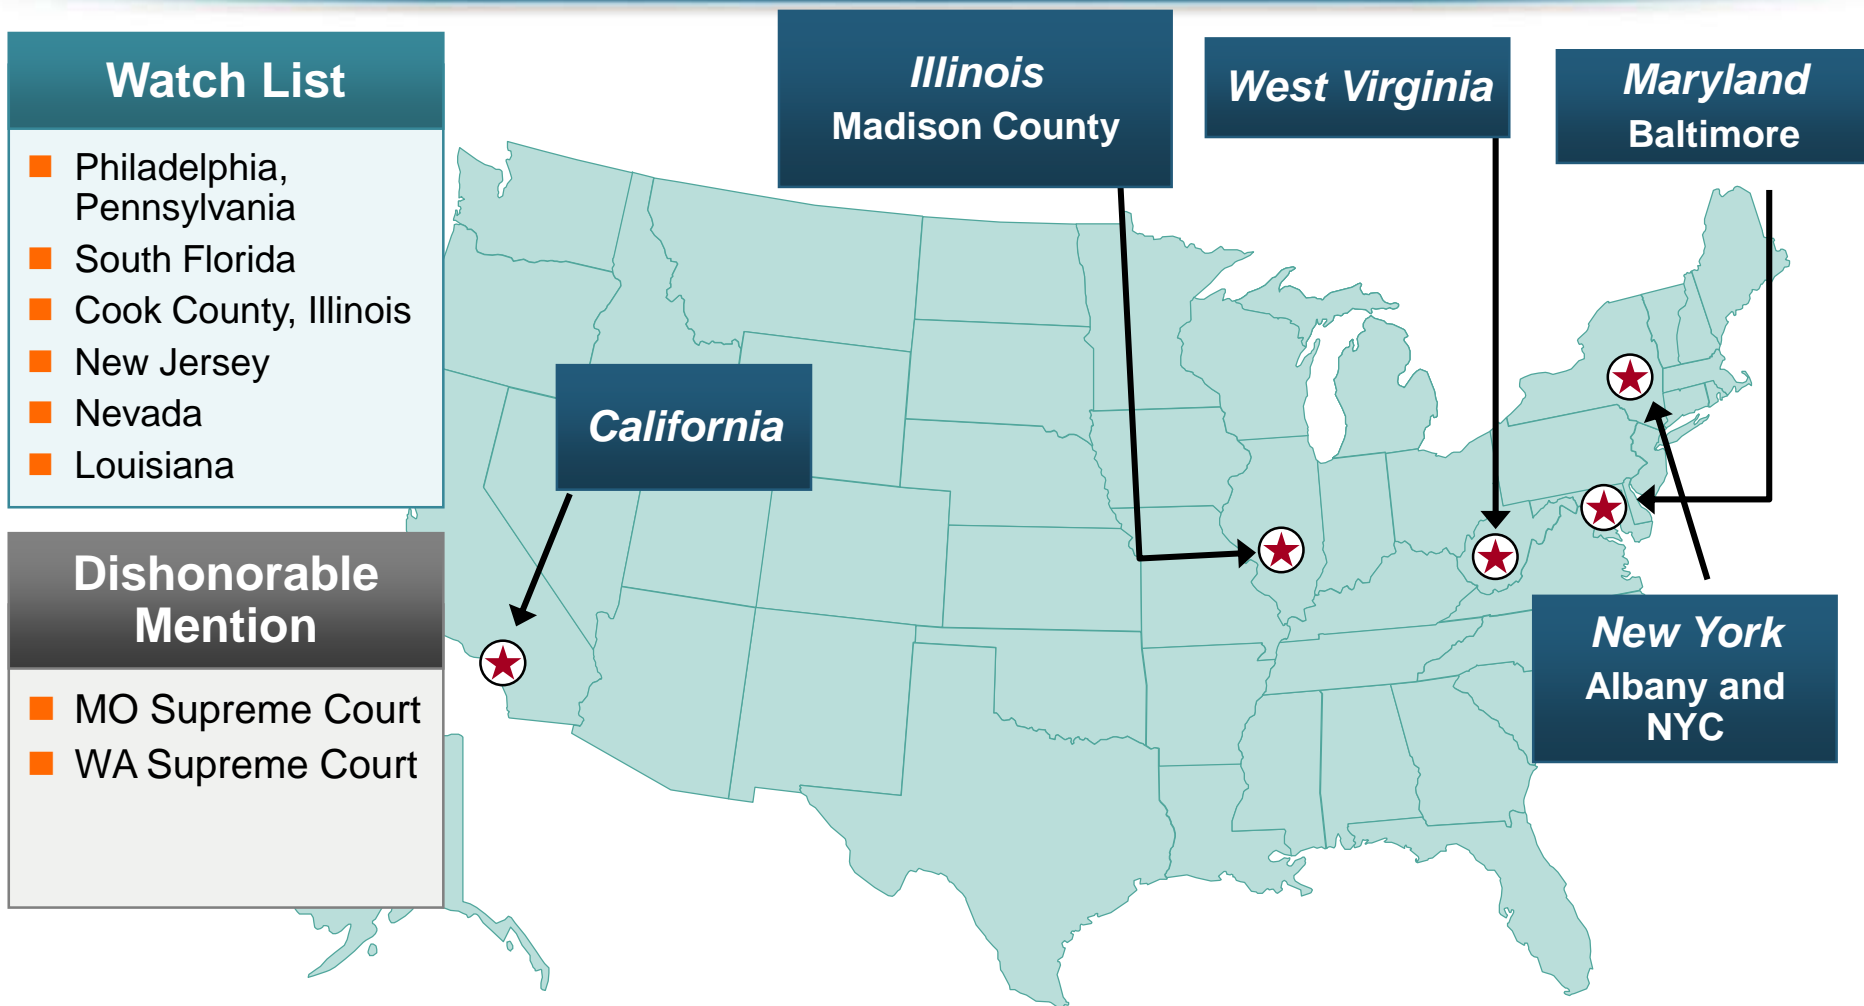 Watch List
Philadelphia,
Pennsylvania
South Florida
Cook County, Illinois
New Jersey
Nevada
Louisiana
Dishonorable
Mention
MO Supreme Court
WA Supreme Court
California
Illinois
Madison County
West Virginia
Maryland
Baltimore
New York
Albany and
NYC